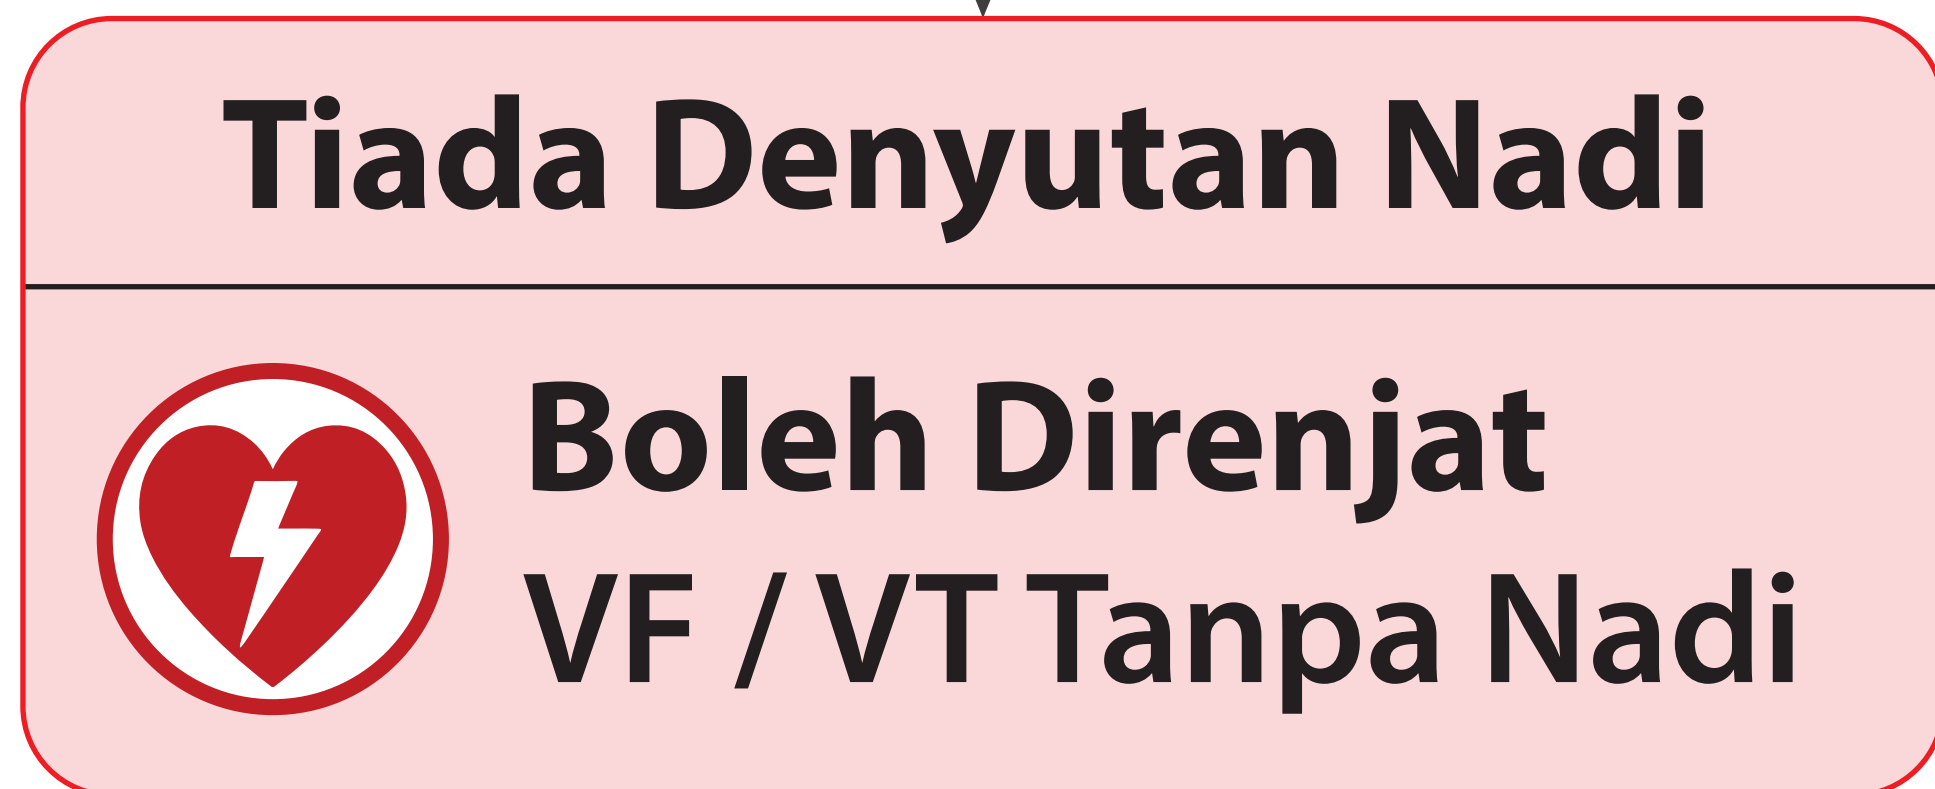 Tiada Denyutan Nadi
Boleh Direnjat
VF / VT Tanpa Nadi